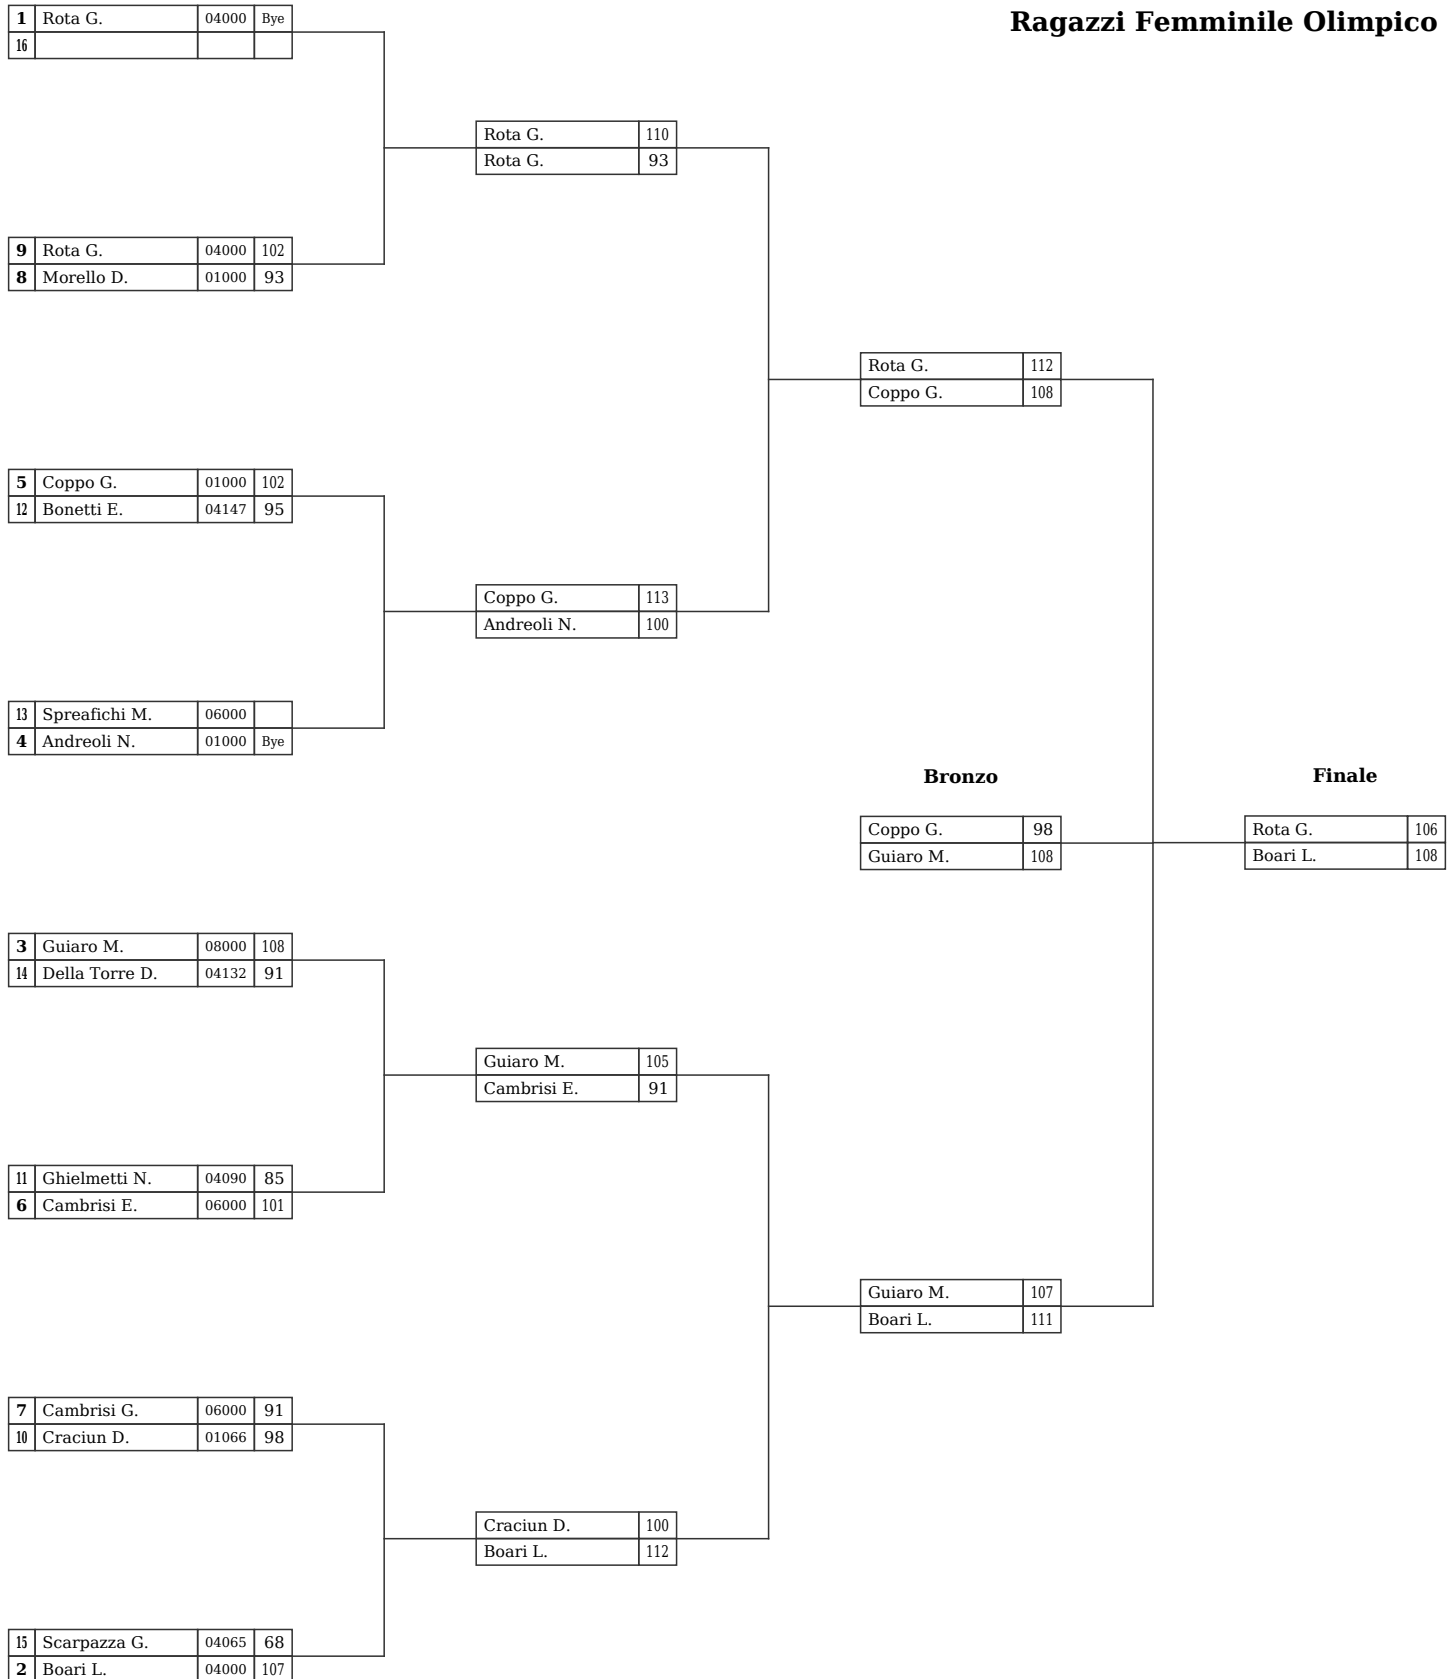 Ragazzi Femminile Olimpico
1 Rota G. 04000 Bye
16
Rota G. 110
Rota G. 93
9 Rota G. 04000 102
8 Morello D. 01000 93
Rota G. 112
Coppo G. 108
5 Coppo G. 01000 102
12 Bonetti E. 04147 95
Coppo G. 113
Andreoli N. 100
13 Spreafichi M. 06000
4 Andreoli N. 01000 Bye
Bronzo Finale
Coppo G. 98 Rota G. 106
Guiaro M. 108 Boari L. 108
3 Guiaro M. 08000 108
14 Della Torre D. 04132 91
Guiaro M. 105
Cambrisi E. 91
11 Ghielmetti N. 04090 85
6 Cambrisi E. 06000 101
Guiaro M. 107
Boari L. 111
7 Cambrisi G. 06000 91
10 Craciun D. 01066 98
Craciun D. 100
Boari L. 112
15 Scarpazza G. 04065 68
2 Boari L. 04000 107